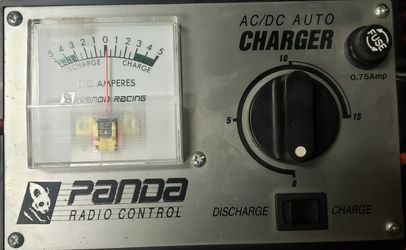 5 4 3 2 1 0 1 2 3 4 5
DISCHARGE CHARGE
D.C. AMPERES
PANDA RACING
AC/DC AUTO
CHARGER
FUSE
0.75Amp
10
5 15
0
PANDA
RADIO CONTROL
DISCHARGE CHARGE